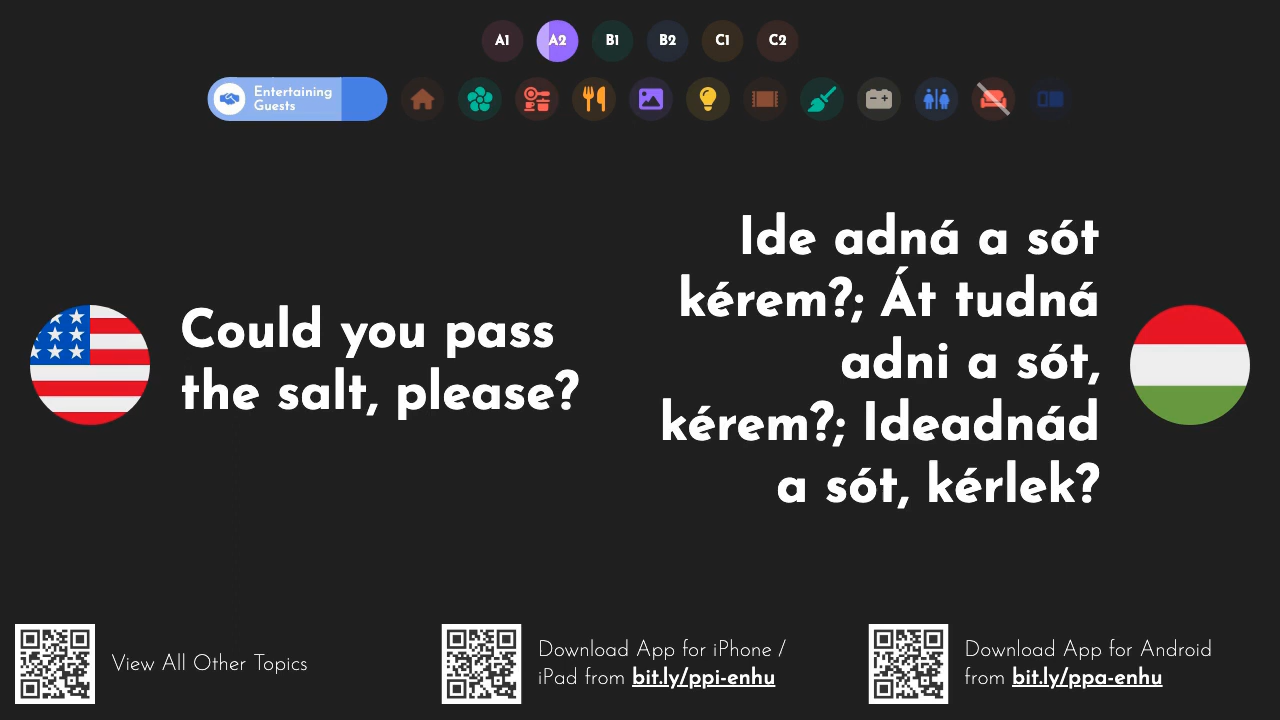 A1 A2 B1 B2 C1 C2
Entertaining
Guests
Could you pass
the salt, please?
Ide adná a sót
kérem?; Át tudná
adni a sót,
kérem?; Ideadnád
a sót, kérlek?
View All Other Topics
Download App for iPhone /
iPad from bit.ly/ppi-enhu
Download App for Android
from bit.ly/ppa-enhu